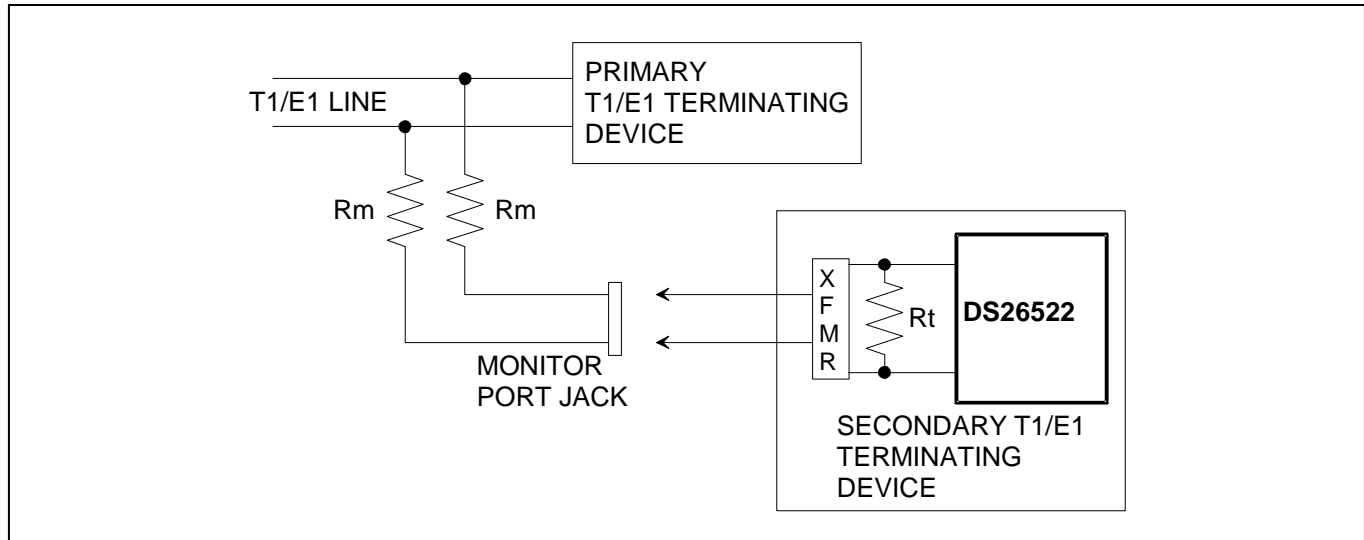 PRIMARY
T1/E1 TERMINATING
DEVICE
T1/E1 LINE
Rm
Rm
X
F
M
R
Rt
DS26522
MONITOR
PORT JACK
SECONDARY T1/E1
TERMINATING
DEVICE